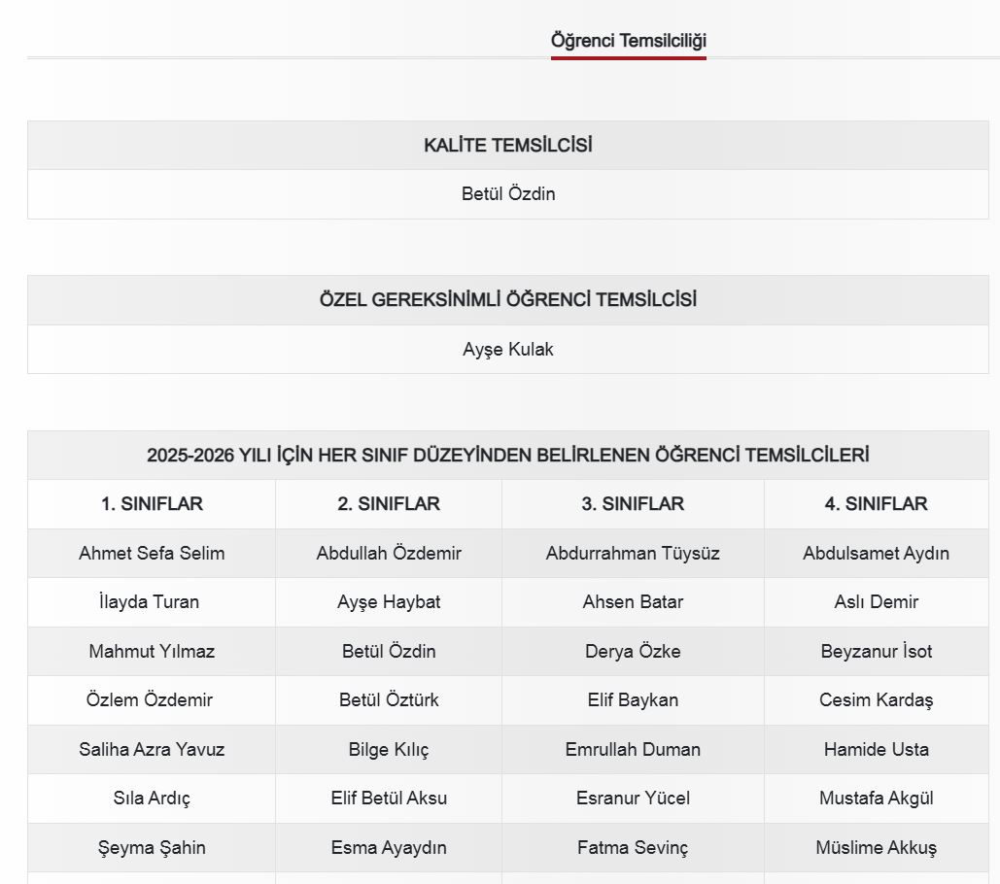 Öğrenci Temsilciliği
KALİTE TEMSİLCİSİ
Betül Özdin
ÖZEL GEREKSİNİMLİ ÖĞRENCİ TEMSİLCİSİ
Ayşe Kulak
2025-2026 YILI İÇİN HER SINIF DÜZEYİNDEN BELİRLENEN ÖĞRENCİ TEMSİLCİLERİ
1. SINIFLAR 2. SINIFLAR 3. SINIFLAR 4. SINIFLAR
Ahmet Sefa Selim Abdullah Özdemir Abdurrahman Tüysüz Abdulsamet Aydın
İlayda Turan Ayşe Haybat Ahsen Batar Aslı Demir
Mahmut Yılmaz Betül Özdin Derya Özke Beyzanur İsot
Özlem Özdemir Betül Öztürk Elif Baykan Cesim Kardaş
Saliha Azra Yavuz Bilge Kılıç Emrullah Duman Hamide Usta
Sıla Ardıç Elif Betül Aksu Esranur Yücel Mustafa Akgül
Şeyma Şahin Esma Ayaydın Fatma Sevinç Müslime Akkuş